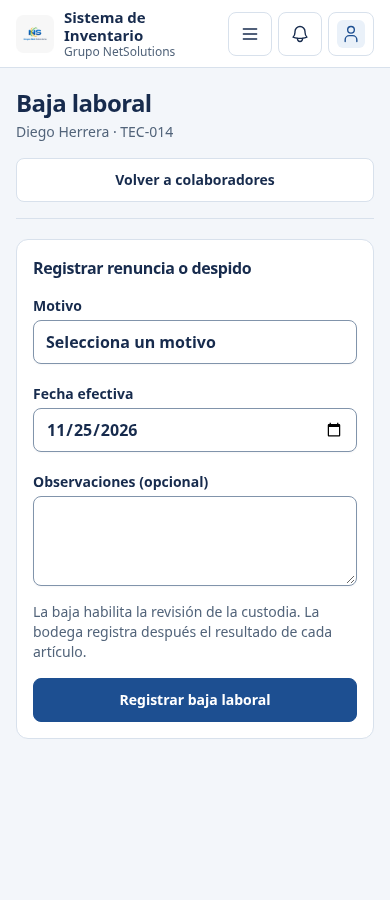 Sistema de
Inventario
Grupo NetSolutions
Baja laboral
Diego Herrera · TEC-014
Volver a colaboradores
Registrar renuncia o despido
Motivo
Selecciona un motivo
Fecha efectiva
11/25/2026
Observaciones (opcional)
La baja habilita la revisión de la custodia. La
bodega registra después el resultado de cada
artículo.
Registrar baja laboral